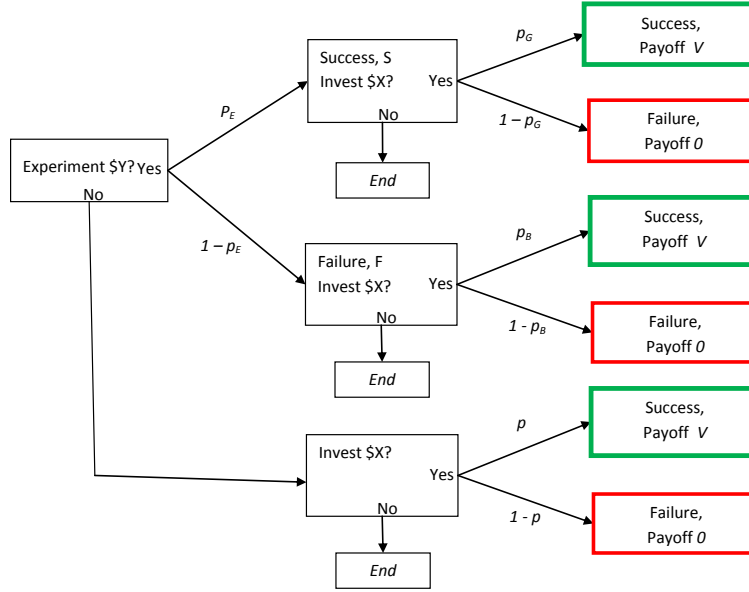 p_G
Success,
Payoff V
Success, S
Invest $X?
Yes
No
1 – p_G
Failure,
Payoff 0
P_E
End
Experiment $Y? Yes
No
1 – p_E
p_B
Success,
Payoff V
Failure, F
Invest $X?
Yes
No
1 - p_B
Failure,
Payoff 0
End
p
Success,
Payoff V
Invest $X?
Yes
No
1 - p
Failure,
Payoff 0
End